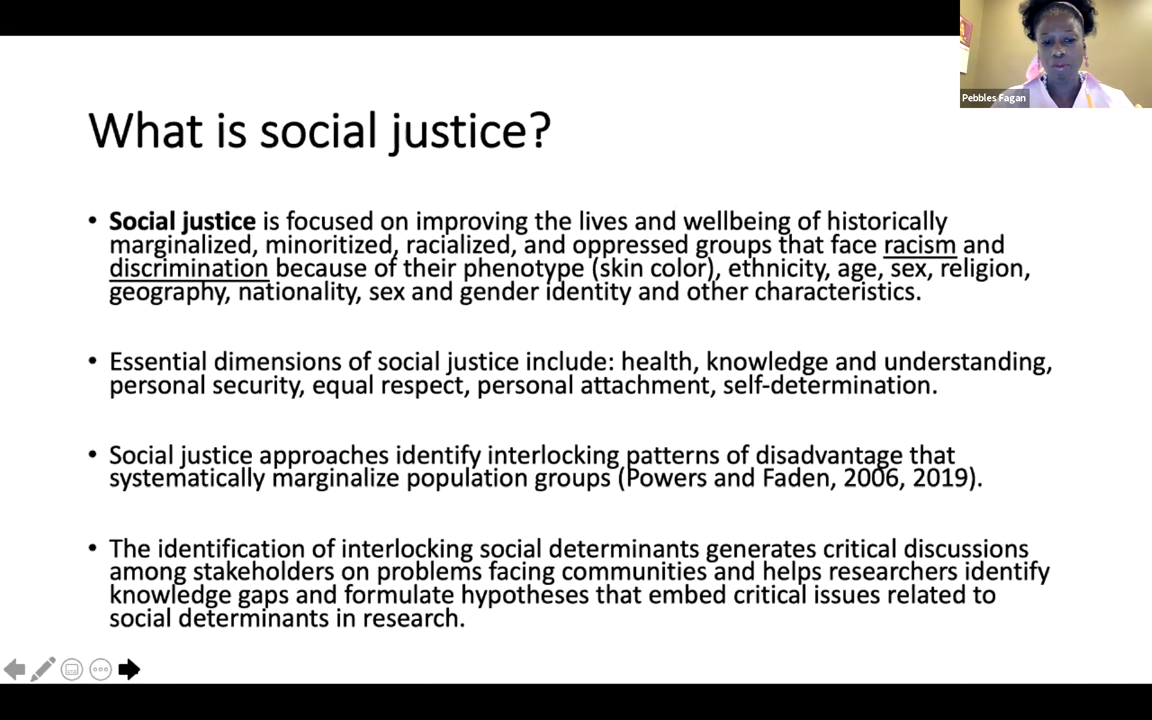 Pebbles Fagan
What is social justice?
• Social justice is focused on improving the lives and wellbeing of historically
marginalized, minoritized, racialized, and oppressed groups that face racism and
discrimination because of their phenotype (skin color), ethnicity, age, sex, religion,
geography, nationality, sex and gender identity and other characteristics.
• Essential dimensions of social justice include: health, knowledge and understanding,
personal security, equal respect, personal attachment, self-determination.
• Social justice approaches identify interlocking patterns of disadvantage that
systematically marginalize population groups (Powers and Faden, 2006, 2019).
• The identification of interlocking social determinants generates critical discussions
among stakeholders on problems facing communities and helps researchers identify
knowledge gaps and formulate hypotheses that embed critical issues related to
social determinants in research.